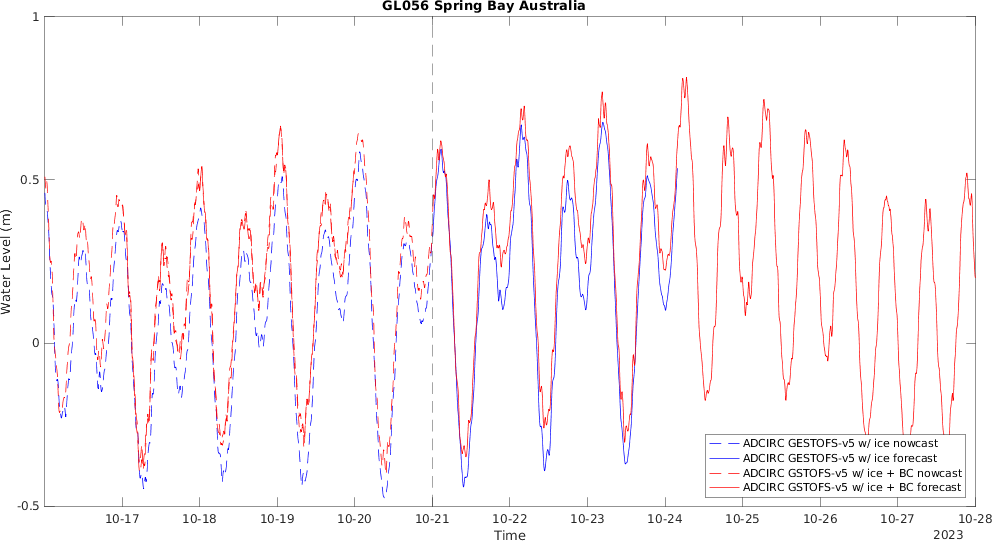 GL056 Spring Bay Australia
1
0.5
0
-0.5
Water Level (m)
10-17 10-18 10-19 10-20 10-21 10-22 10-23 10-24 10-25 10-26 10-27 10-28
Time
2023
ADCIRC GESTOFS-v5 w/ ice nowcast
ADCIRC GESTOFS-v5 w/ ice forecast
ADCIRC GSTOFS-v5 w/ ice + BC nowcast
ADCIRC GSTOFS-v5 w/ ice + BC forecast